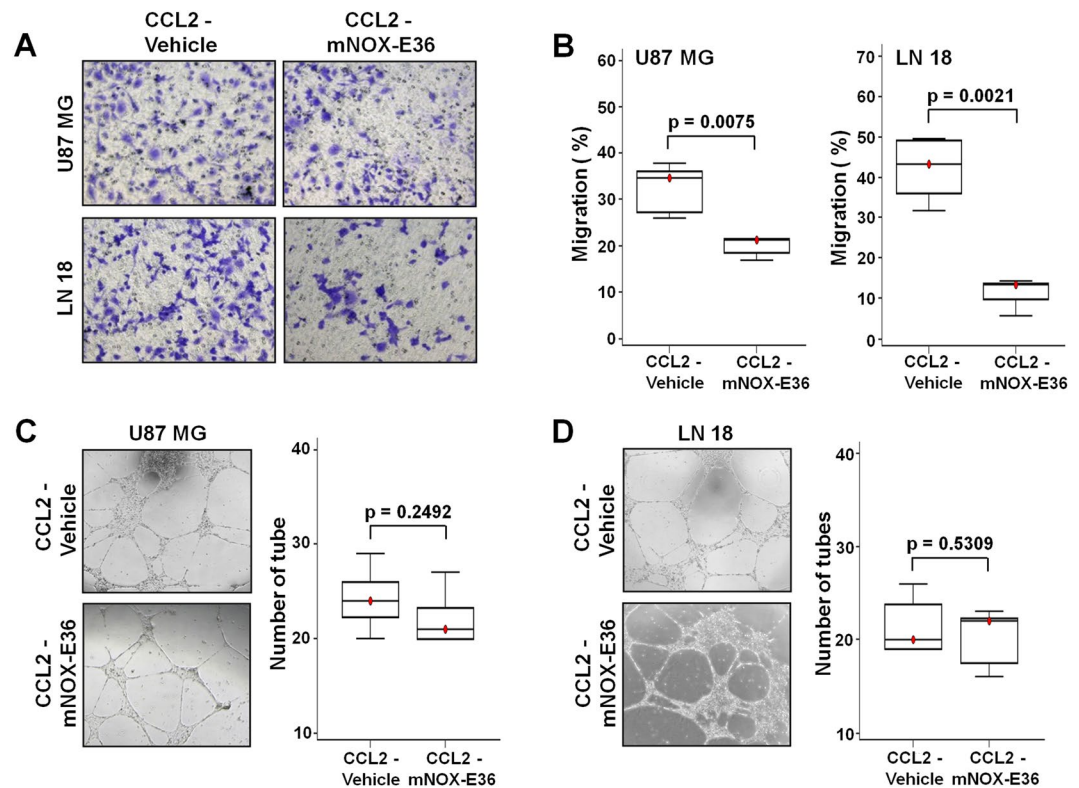 A
CCL2 -
Vehicle
CCL2 -
mNOX-E36
U87 MG
LN 18
B
U87 MG
Migration ( %)
60
50
40
30
20
10
0
p = 0.0075
CCL2 -
Vehicle
CCL2 -
mNOX-E36
LN 18
Migration ( %)
70
60
50
40
30
20
10
0
p = 0.0021
CCL2 -
Vehicle
CCL2 -
mNOX-E36
C
U87 MG
CCL2 -
Vehicle
CCL2 -
mNOX-E36
Number of tube
40
30
20
10
p = 0.2492
CCL2 -
Vehicle
CCL2 -
mNOX-E36
D
LN 18
CCL2 -
Vehicle
CCL2 -
mNOX-E36
Number of tubes
40
30
20
10
p = 0.5309
CCL2 -
Vehicle
CCL2 -
mNOX-E36